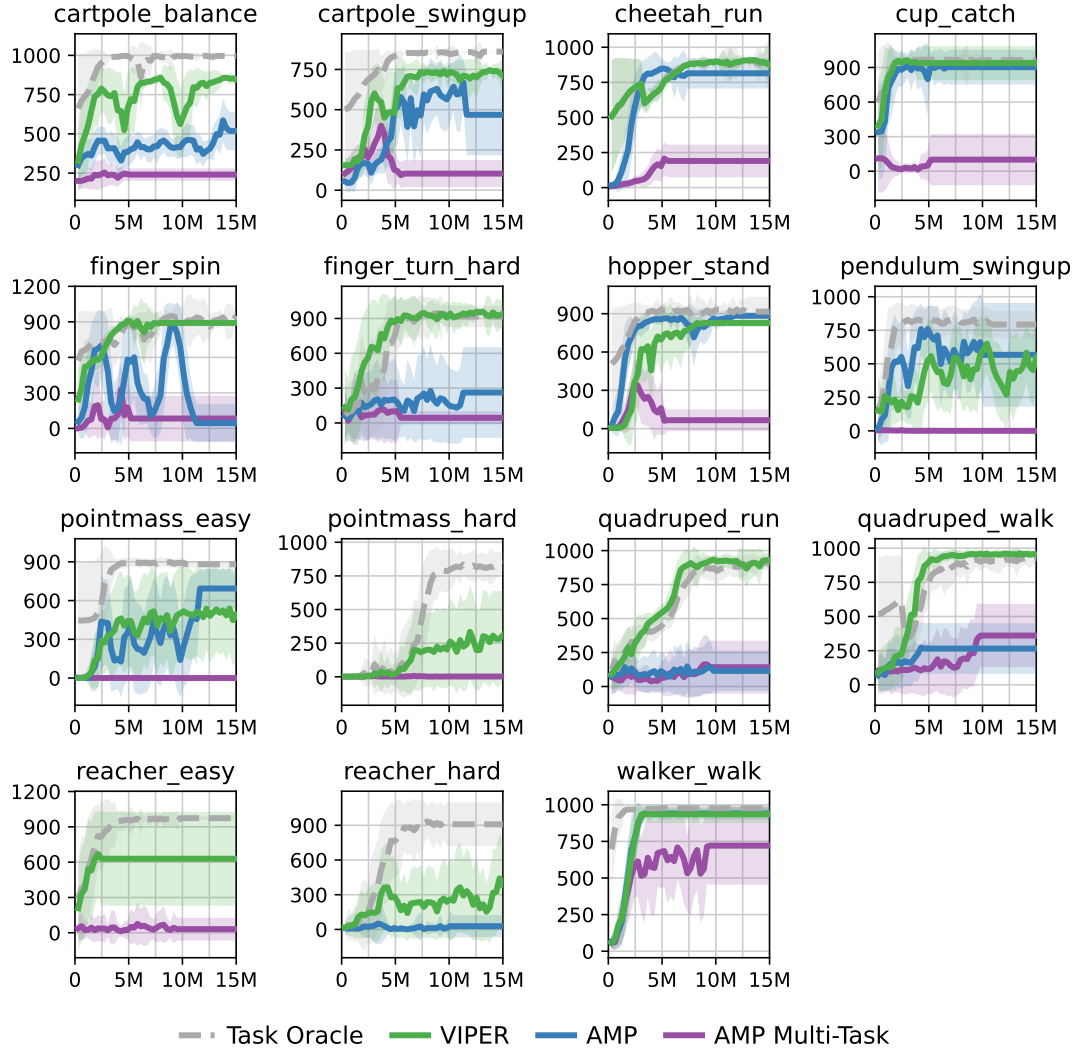 cartpole_balance cartpole_swingup cheetah_run cup_catch
1000 1000 1000
750 750 750 900
500 500 500 600
250 250 250 300
0 0 0
0 5M 10M 15M 0 5M 10M 15M 0 5M 10M 15M 0 5M 10M 15M
finger_spin finger_turn_hard hopper_stand pendulum_swingup
1200 1000
900 900 900 750
600 600 600 500
300 300 300 250
0 0 0 0
0 5M 10M 15M 0 5M 10M 15M 0 5M 10M 15M 0 5M 10M 15M
pointmass_easy pointmass_hard quadruped_run quadruped_walk
1000 1000 1000
900 750 750 750
600 500 500 500
300 250 250 250
0 0 0 0
0 5M 10M 15M 0 5M 10M 15M 0 5M 10M 15M 0 5M 10M 15M
reacher_easy reacher_hard walker_walk
1200 1000
900 900 750
600 600 500
300 300 250
0 0 0
0 5M 10M 15M 0 5M 10M 15M 0 5M 10M 15M
Task Oracle VIPER AMP AMP Multi-Task